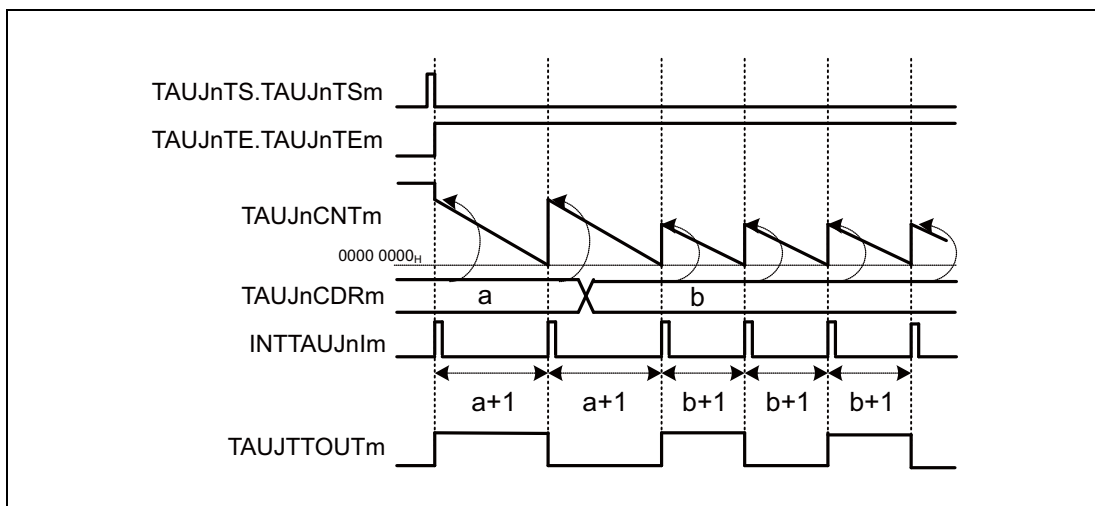 TAUJnTS.TAUJnTSm
TAUJnTE.TAUJnTEm
TAUJnCNTm
0000 0000H
TAUJnCDRm
a
b
INTTAUJnIm
a+1
a+1
b+1
b+1
b+1
TAUJTTOUTm